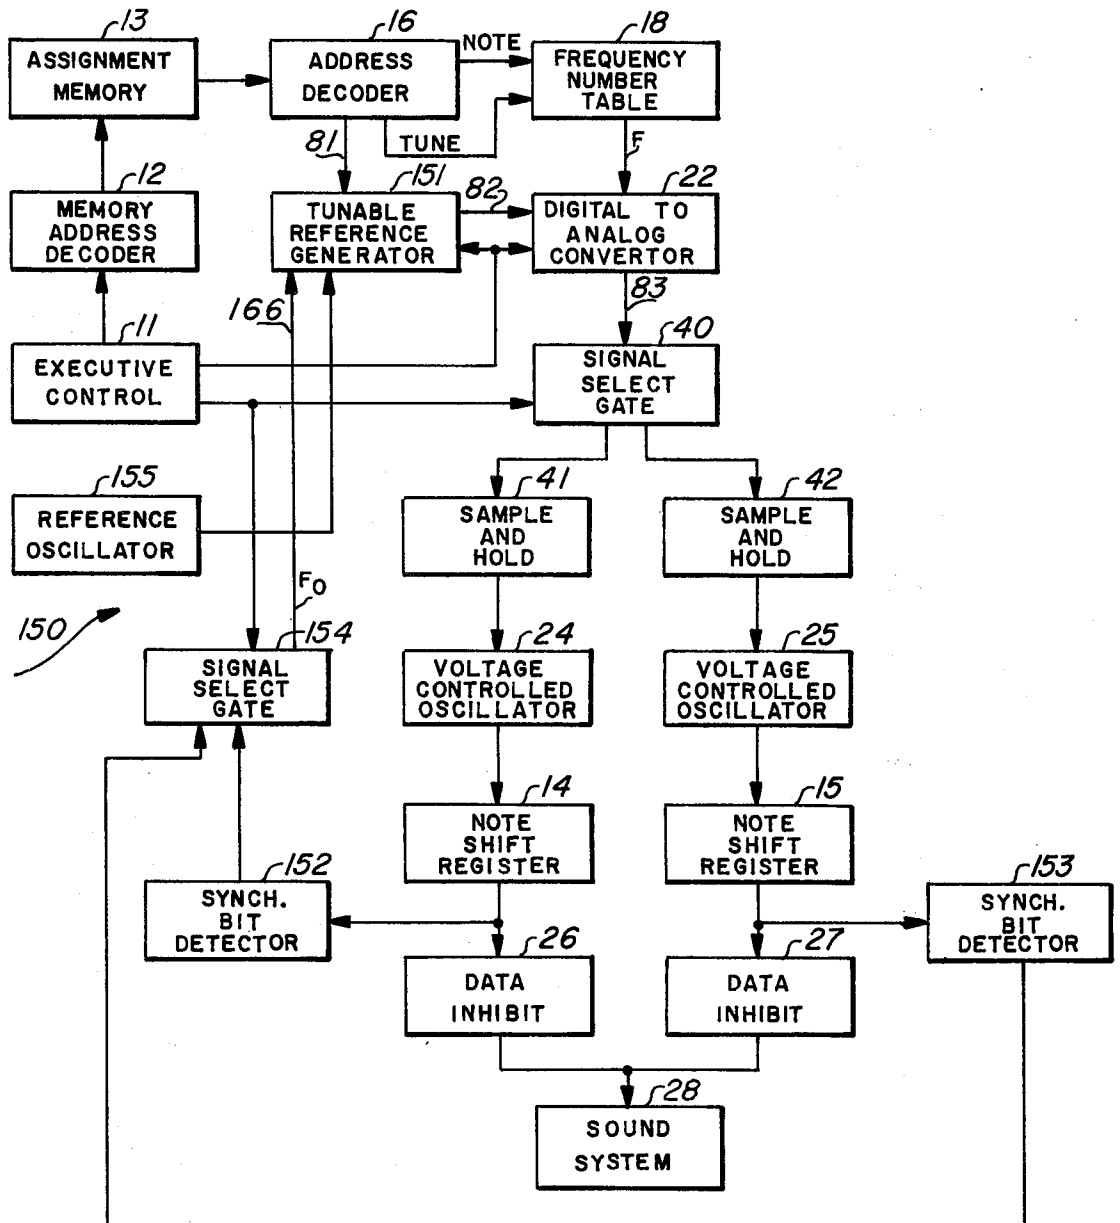 13
ASSIGNMENT
MEMORY
16
ADDRESS
DECODER
NOTE
TUNE
18
FREQUENCY
NUMBER
TABLE
81
F
12
MEMORY
ADDRESS
DECODER
151
TUNABLE
REFERENCE
GENERATOR
82
22
DIGITAL TO
ANALOG
CONVERTOR
83
166
11
EXECUTIVE
CONTROL
40
SIGNAL
SELECT
GATE
155
REFERENCE
OSCILLATOR
41
SAMPLE
AND
HOLD
42
SAMPLE
AND
HOLD
FO
150
154
SIGNAL
SELECT
GATE
24
VOLTAGE
CONTROLLED
OSCILLATOR
25
VOLTAGE
CONTROLLED
OSCILLATOR
14
NOTE
SHIFT
REGISTER
15
NOTE
SHIFT
REGISTER
152
SYNCH.
BIT
DETECTOR
153
SYNCH.
BIT
DETECTOR
26
DATA
INHIBIT
27
DATA
INHIBIT
28
SOUND
SYSTEM